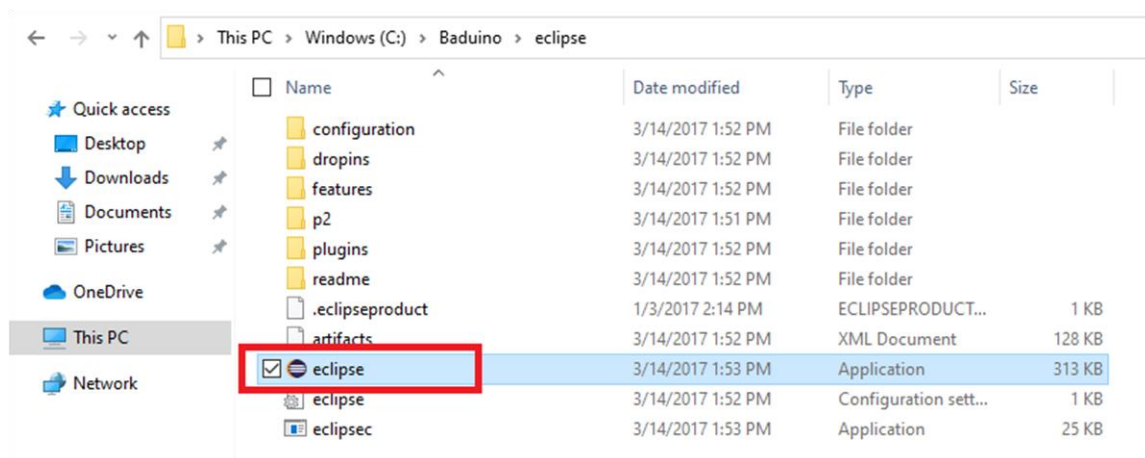 This PC > Windows (C:) > Baduino > eclipse
Name Date modified Type Size
Quick access
Desktop
Downloads
Documents
Pictures
OneDrive
This PC
Network
configuration 3/14/2017 1:52 PM File folder
dropins 3/14/2017 1:52 PM File folder
features 3/14/2017 1:52 PM File folder
p2 3/14/2017 1:51 PM File folder
plugins 3/14/2017 1:52 PM File folder
readme 3/14/2017 1:52 PM File folder
.eclipseproduct 1/3/2017 2:14 PM ECLIPSEPRODUCT... 1 KB
artifacts 3/14/2017 1:52 PM XML Document 128 KB
eclipse 3/14/2017 1:53 PM Application 313 KB
eclipse 3/14/2017 1:52 PM Configuration sett... 1 KB
eclipsec 3/14/2017 1:53 PM Application 25 KB